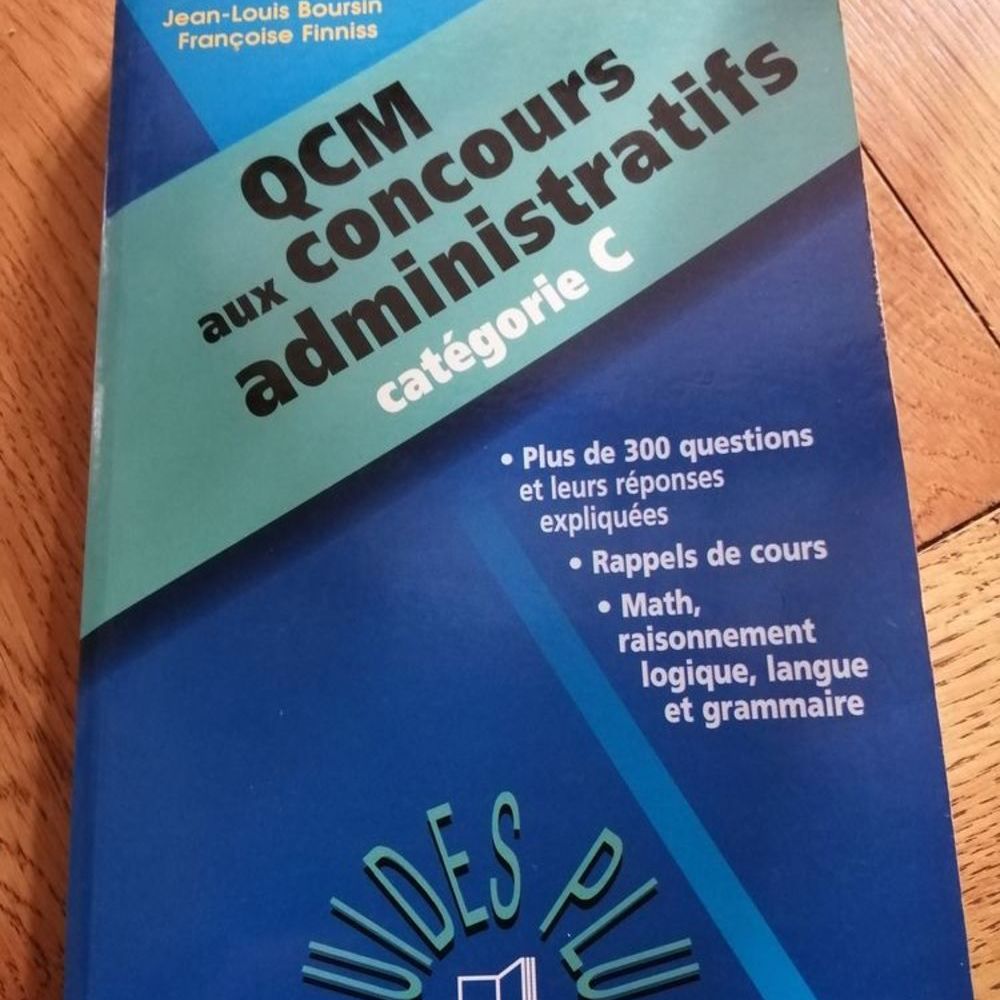 Jean-Louis Boursin
Françoise Finniss
QCM
aux concours
administratifs
catégorie C
• Plus de 300 questions
et leurs réponses
expliquées
• Rappels de cours
• Math,
raisonnement
logique, langue
et grammaire